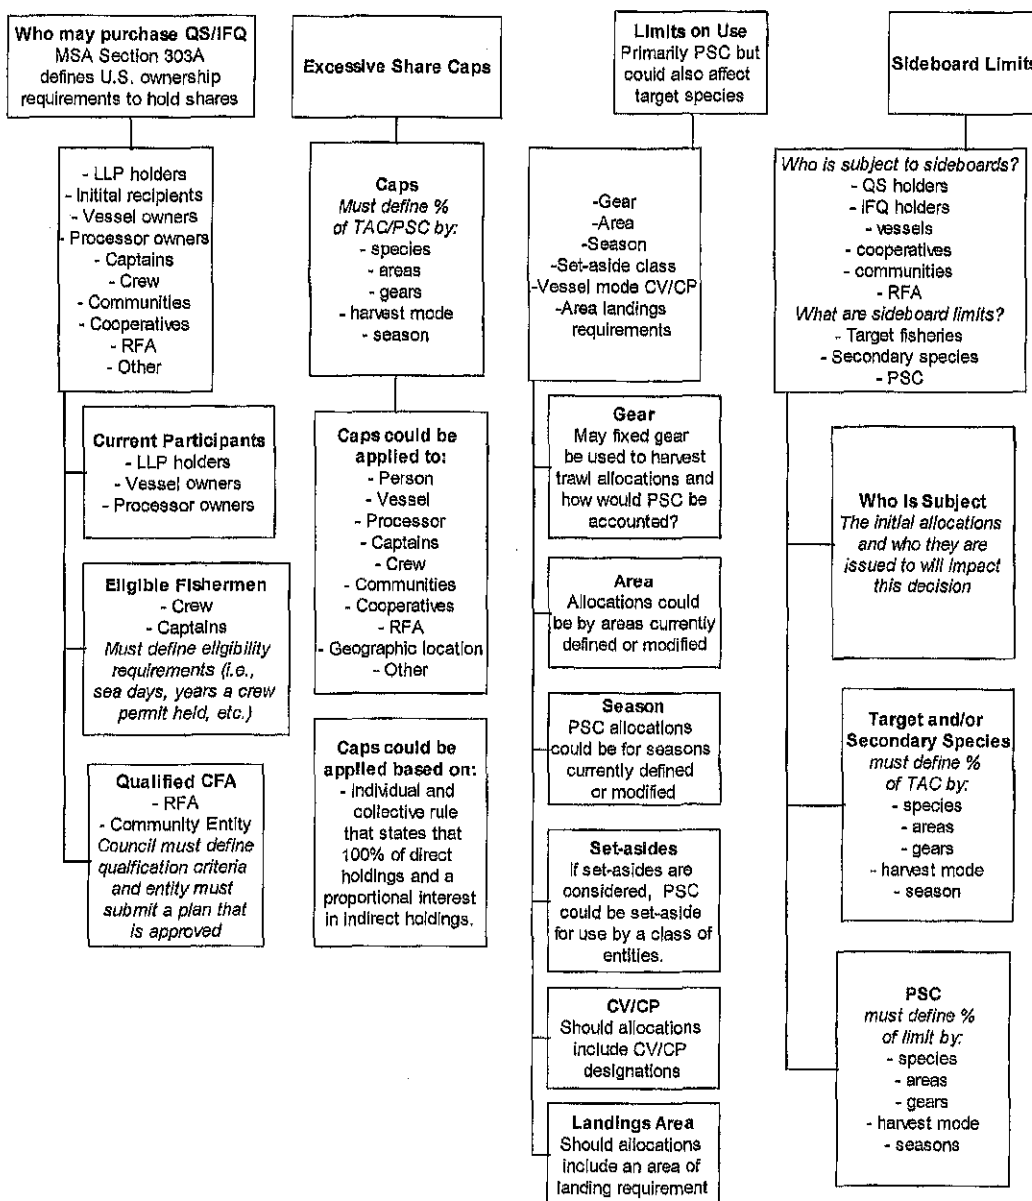 Who may purchase QS/IFQ
MSA Section 303A
defines U.S. ownership
requirements to hold shares
- LLP holders
- Initital recipients
- Vessel owners
- Processor owners
- Captains
- Crew
- Communities
- Cooperatives
- RFA
- Other
Current Participants
- LLP holders
- Vessel owners
- Processor owners
Eligible Fishermen
- Crew
- Captains
Must define eligibility
requirements (i.e.,
sea days, years a crew
permit held, etc.)
Qualified CFA
- RFA
- Community Entity
Council must define
qualfication criteria
and entity must
submit a plan that
is approved
Excessive Share Caps
Caps
Must define %
of TAC/PSC by:
- species
- areas
- gears
- harvest mode
- season
Caps could be
applied to:
- Person
- Vessel
- Processor
- Captains
- Crew
- Communities
- Cooperatives
- RFA
- Geographic location
- Other
Caps could be
applied based on:
- Individual and
collective rule
that states that
100% of direct
holdings and a
proportional interest
in indirect holdings.
Limits on Use
Primarily PSC but
could also affect
target species
-Gear
-Area
-Season
-Set-aside class
-Vessel mode CV/CP
-Area landings
requirements
Gear
May fixed gear
be used to harvest
trawl allocations and
how would PSC be
accounted?
Area
Allocations could
be by areas currently
defined or modified
Season
PSC allocations
could be for seasons
currently defined
or modified
Set-asides
If set-asides are
considered, PSC
could be set-aside
for use by a class of
entities.
CV/CP
Should allocations
include CV/CP
designations
Landings Area
Should allocations
include an area of
landing requirement
Sideboard Limits
Who is subject to sideboards?
- QS holders
- IFQ holders
- vessels
- cooperatives
- communities
- RFA
What are sideboard limits?
- Target fisheries
- Secondary species
- PSC
Who Is Subject
The initial allocations
and who they are
issued to will impact
this decision
Target and/or
Secondary Species
must define %
of TAC by:
- species
- areas
- gears
- harvest mode
- season
PSC
must define %
of limit by:
- species
- areas
- gears
- harvest mode
- seasons